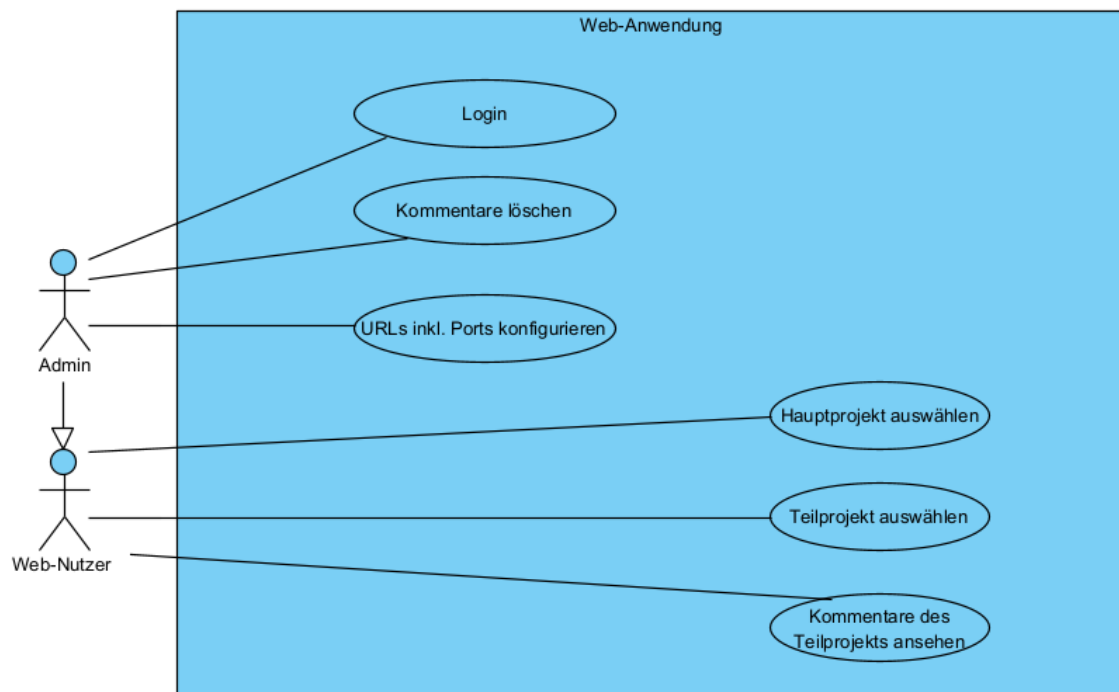 Web-Anwendung
Login
Kommentare löschen
URLs inkl. Ports konfigurieren
Admin
Hauptprojekt auswählen
Teilprojekt auswählen
Web-Nutzer
Kommentare des
Teilprojekts ansehen